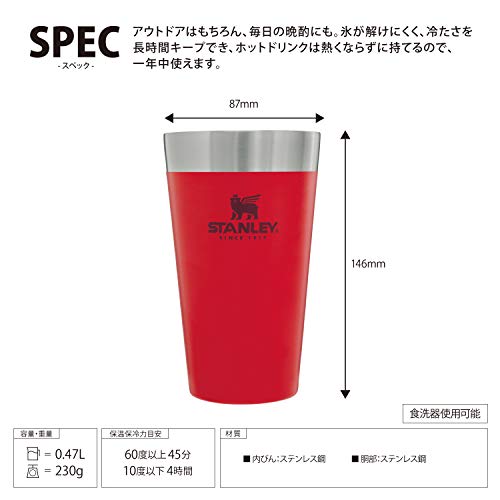 SPEC
- スペック -
アウトドアはもちろん、毎日の晩酌にも。氷が解けにくく、冷たさを
長時間キープでき、ホットドリンクは熱くならずに持てるので、
一年中使えます。
87mm
146mm
STANLEY
SINCE 1913
食洗器使用可能
容量・重量
= 0.47L
= 230g
保温保冷力目安
60度以上 45分
10度以下 4時間
材質
■ 内びん:ステンレス鋼 ■ 胴部:ステンレス鋼